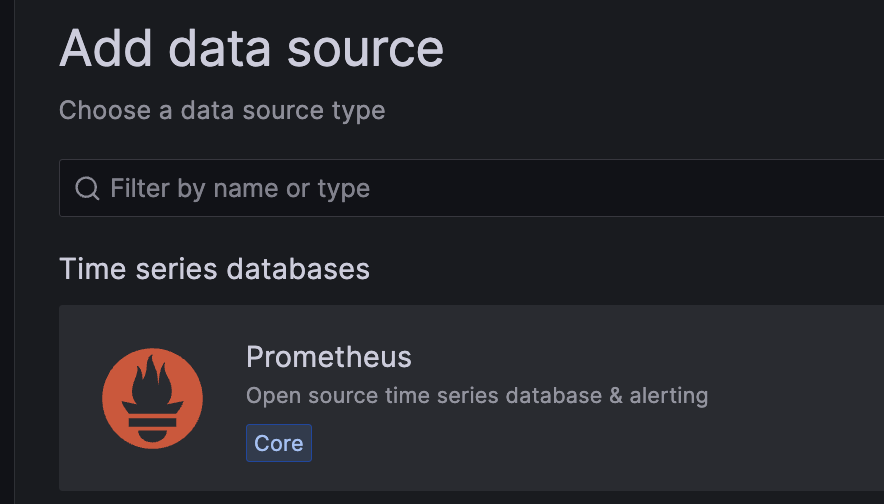 Add data source
Choose a data source type
Filter by name or type
Time series databases
Prometheus
Open source time series database & alerting
Core